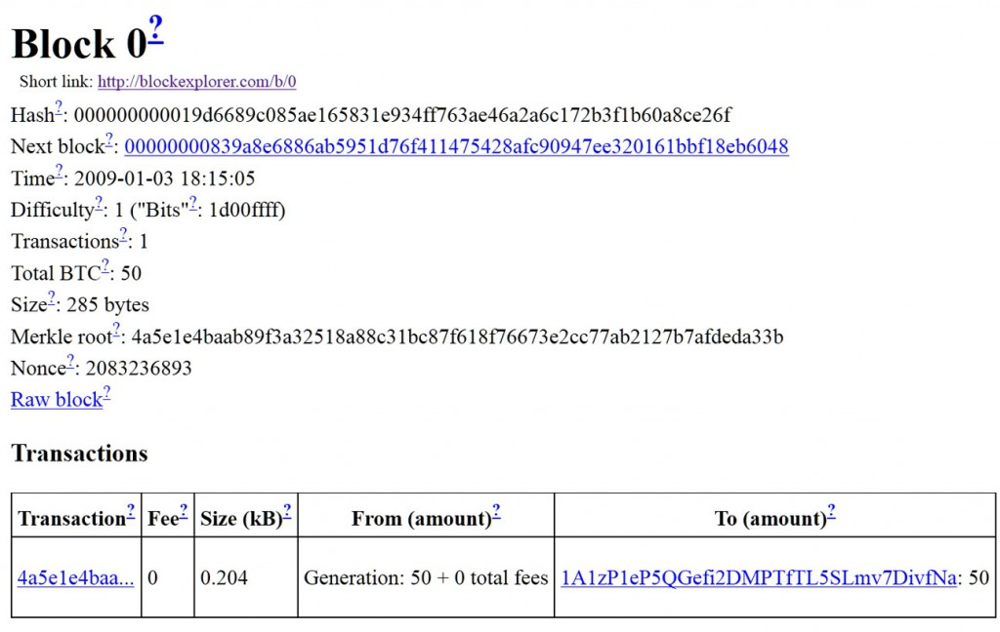 Block 0?
Short link: http://blockexplorer.com/b/0
Hash?: 000000000019d6689c085ae165831e934ff763ae46a2a6c172b3f1b60a8ce26f
Next block?: 00000000839a8e6886ab5951d76f411475428afc90947ee320161bbf18eb6048
Time?: 2009-01-03 18:15:05
Difficulty?: 1 ("Bits"?: 1d00ffff)
Transactions?: 1
Total BTC?: 50
Size?: 285 bytes
Merkle root?: 4a5e1e4baab89f3a32518a88c31bc87f618f76673e2cc77ab2127b7afdeda33b
Nonce?: 2083236893
Raw block?
Transactions
Transaction? Fee? Size (kB)? From (amount)? To (amount)?
4a5e1e4baa... 0 0.204 Generation: 50 + 0 total fees 1A1zP1eP5QGefi2DMPTfTL5SLmv7DivfNa: 50